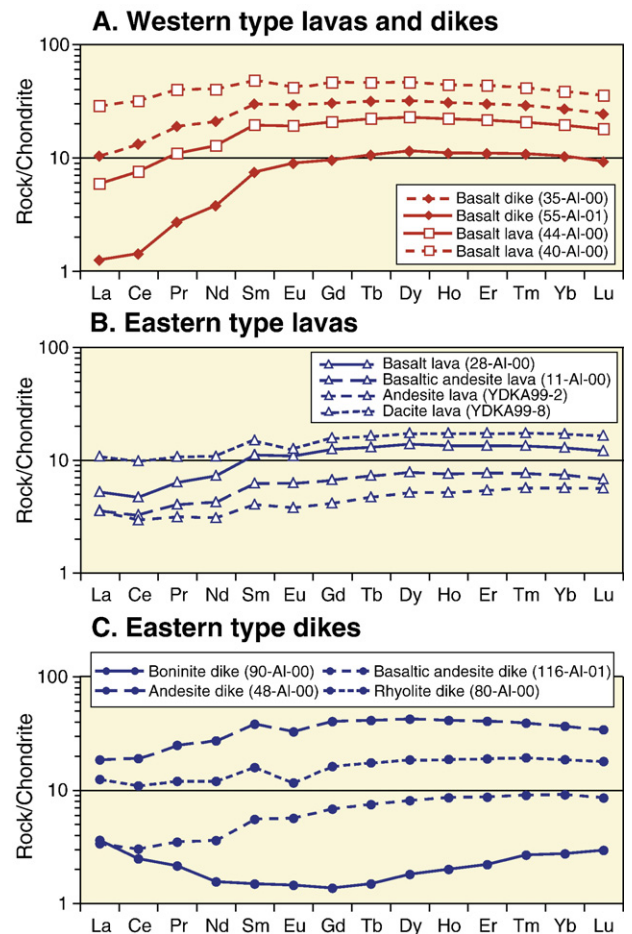 A. Western type lavas and dikes
100
10
1
Rock/Chondrite
Basalt dike (35-Al-00)
Basalt dike (55-Al-01)
Basalt lava (44-Al-00)
Basalt lava (40-Al-00)
La Ce Pr Nd Sm Eu Gd Tb Dy Ho Er Tm Yb Lu
B. Eastern type lavas
100
10
1
Rock/Chondrite
Basalt lava (28-Al-00)
Basaltic andesite lava (11-Al-00)
Andesite lava (YDKA99-2)
Dacite lava (YDKA99-8)
La Ce Pr Nd Sm Eu Gd Tb Dy Ho Er Tm Yb Lu
C. Eastern type dikes
100
10
1
Rock/Chondrite
Boninite dike (90-Al-00) Basaltic andesite dike (116-Al-01)
Andesite dike (48-Al-00) Rhyolite dike (80-Al-00)
La Ce Pr Nd Sm Eu Gd Tb Dy Ho Er Tm Yb Lu